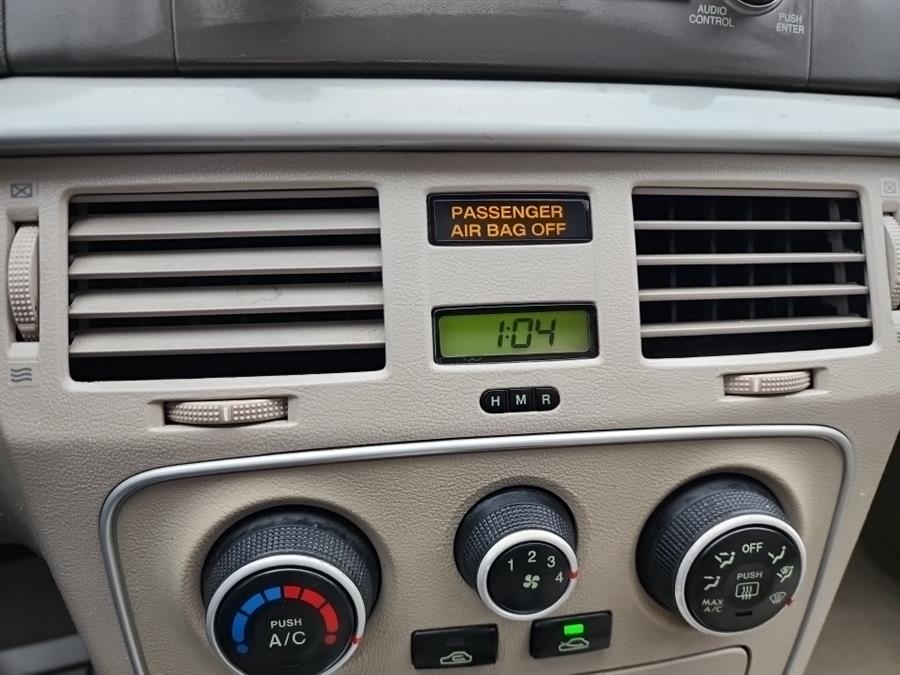 AUDIO
CONTROL
PUSH
ENTER
PASSENGER
AIR BAG OFF
1:04
H M R
PUSH
A/C
1 2 3 4
OFF
PUSH
MAX
A/C